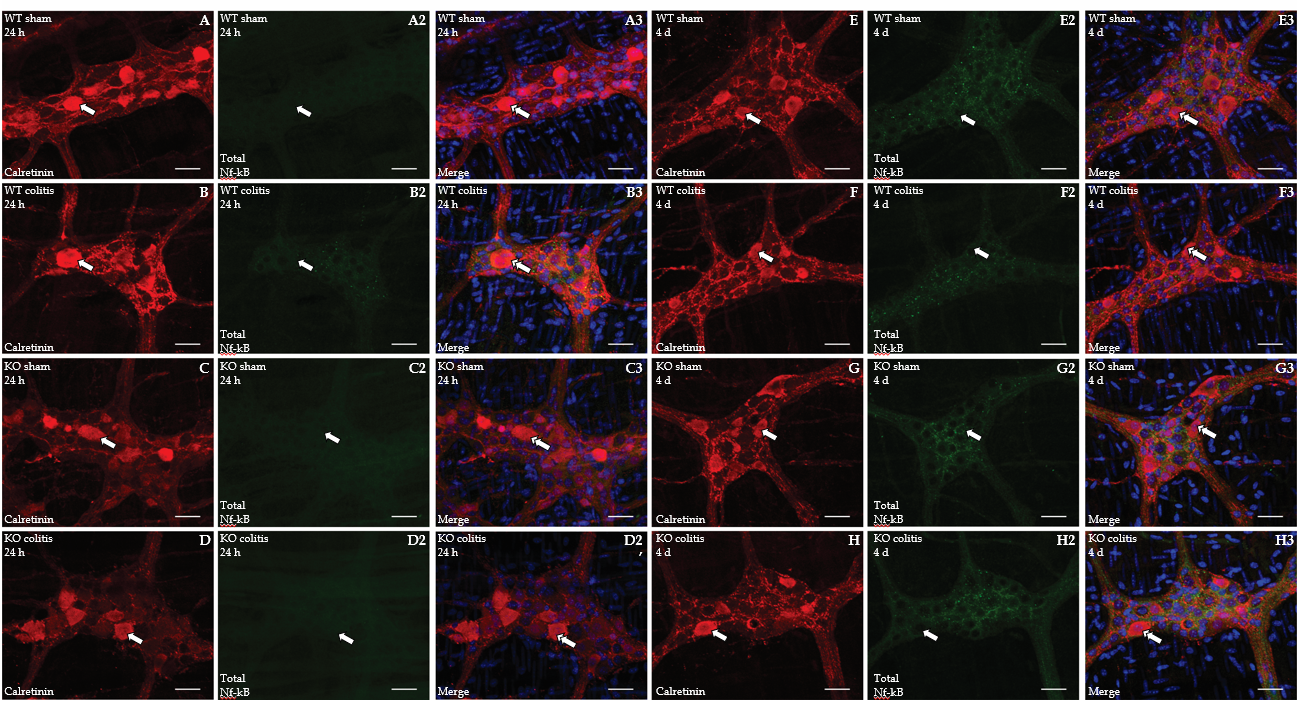 WT sham A
24 h
Calretinin
WT sham A2
24 h
Total
Nf-kB
WT sham A3
24 h
Merge
WT sham E
4 d
Calretinin
WT sham E2
4 d
Total
Nf-kB
WT sham E3
4 d
Merge
WT colitis B
24 h
Calretinin
WT colitis B2
24 h
Total
Nf-kB
WT colitis B3
24 h
Merge
WT colitis F
4 d
Calretinin
WT colitis F2
4 d
Total
Nf-kB
WT colitis F3
4 d
Merge
KO sham C
24 h
Calretinin
KO sham C2
24 h
Total
Nf-kB
KO sham C3
24 h
Merge
KO sham G
4 d
Calretinin
KO sham G2
4 d
Total
Nf-kB
KO sham G3
4 d
Merge
KO colitis D
24 h
Calretinin
KO colitis D2
24 h
Total
Nf-kB
KO colitis D2
24 h ,
Merge
KO colitis H
4 d
Calretinin
KO colitis H2
4 d
Total
Nf-kB
KO colitis H3
4 d
Merge